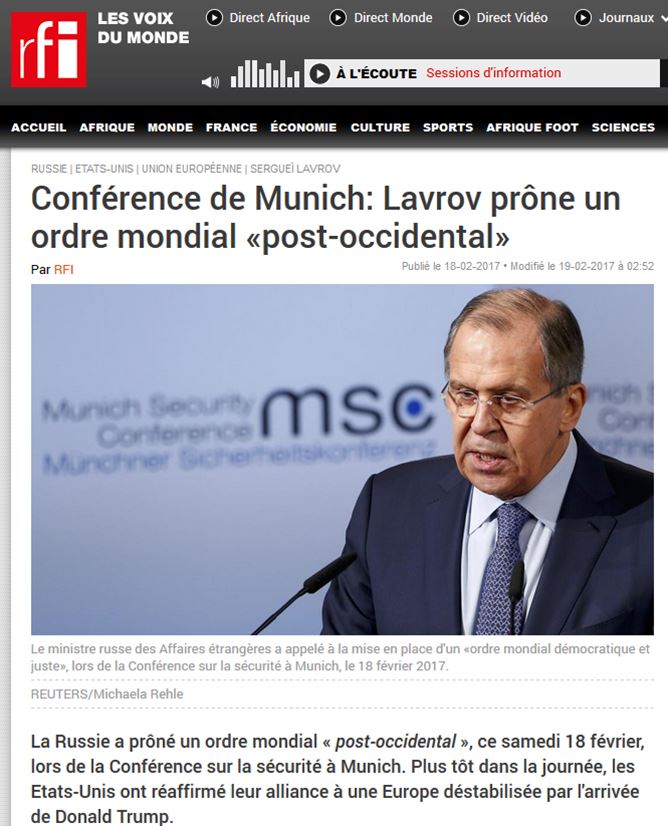 rfi
LES VOIX
DU MONDE
Direct Afrique
Direct Monde
Direct Vidéo
Journaux
À L'ÉCOUTE Sessions d'information
ACCUEIL AFRIQUE MONDE FRANCE ÉCONOMIE CULTURE SPORTS AFRIQUE FOOT SCIENCES
RUSSIE | ETATS-UNIS | UNION EUROPÉENNE | SERGUEÏ LAVROV
Conférence de Munich: Lavrov prône un
ordre mondial «post-occidental»
Par RFI
Publié le 18-02-2017 • Modifié le 19-02-2017 à 02:52
Munich Security
Conference
Münchner Sicherheitskonferenz
msc
Le ministre russe des Affaires étrangères a appelé à la mise en place d'un «ordre mondial démocratique et
juste», lors de la Conférence sur la sécurité à Munich, le 18 février 2017.
REUTERS/Michaela Rehle
La Russie a prôné un ordre mondial « post-occidental », ce samedi 18 février,
lors de la Conférence sur la sécurité à Munich. Plus tôt dans la journée, les
Etats-Unis ont réaffirmé leur alliance à une Europe déstabilisée par l'arrivée
de Donald Trump.